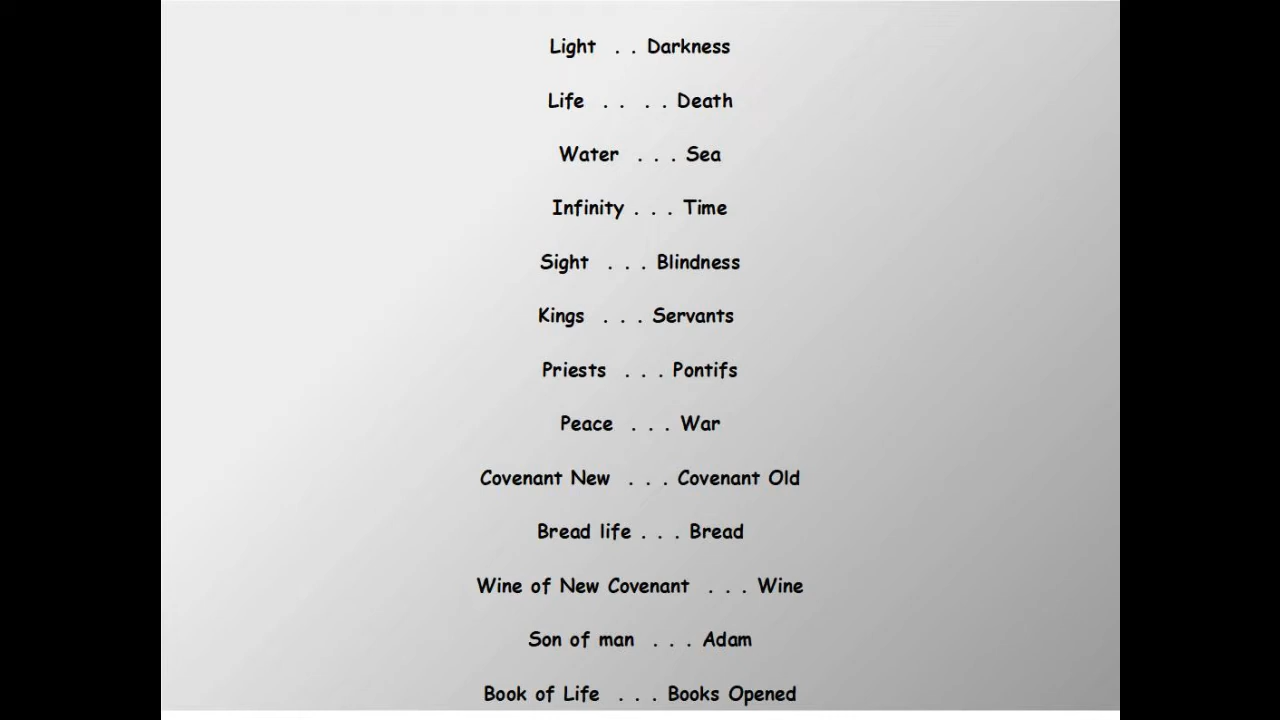 Light . . Darkness
Life . . . . Death
Water . . . Sea
Infinity . . . Time
Sight . . . Blindness
Kings . . . Servants
Priests . . . Pontifs
Peace . . . War
Covenant New . . . Covenant Old
Bread life . . . Bread
Wine of New Covenant . . . Wine
Son of man . . . Adam
Book of Life . . . Books Opened